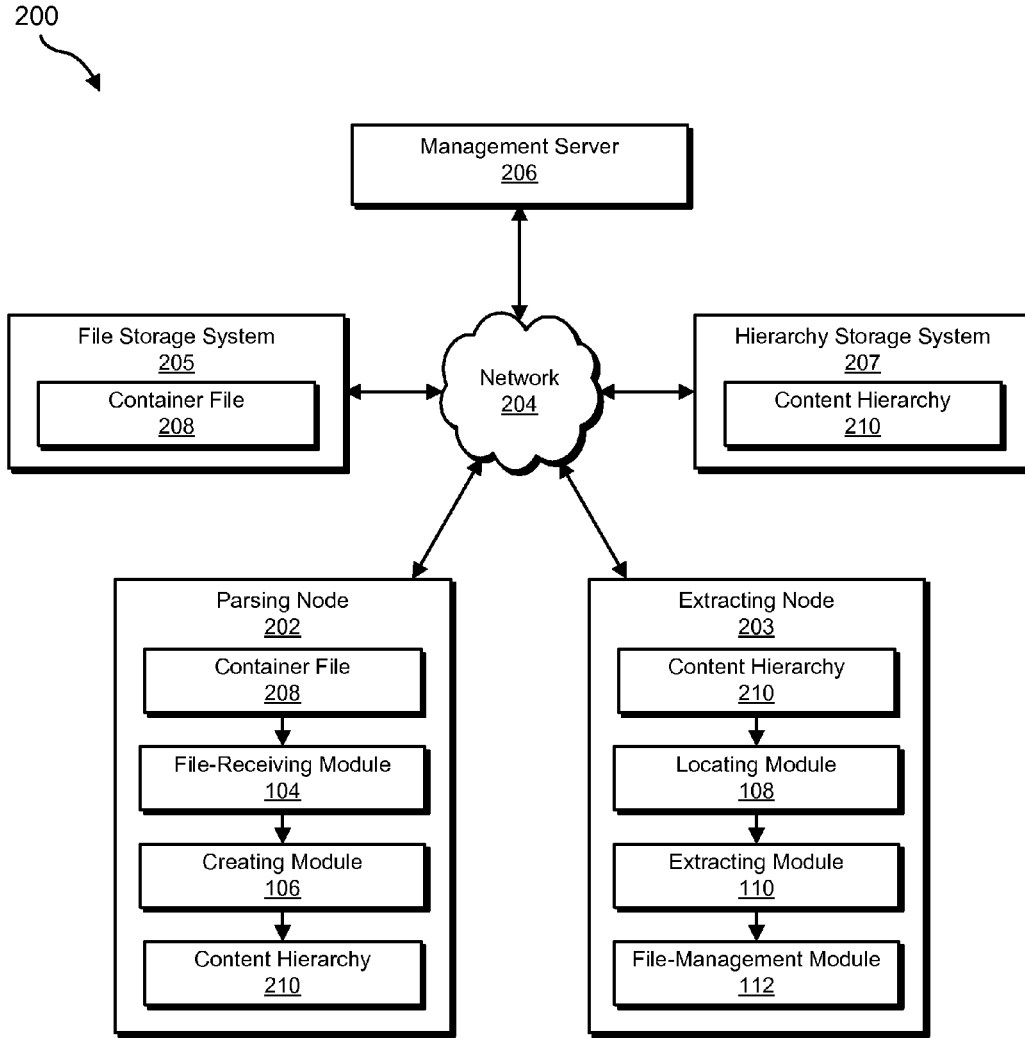 200
Management Server
206
File Storage System
205
Container File
208
Network
204
Hierarchy Storage System
207
Content Hierarchy
210
Parsing Node
202
Container File
208
File-Receiving Module
104
Creating Module
106
Content Hierarchy
210
Extracting Node
203
Content Hierarchy
210
Locating Module
108
Extracting Module
110
File-Management Module
112